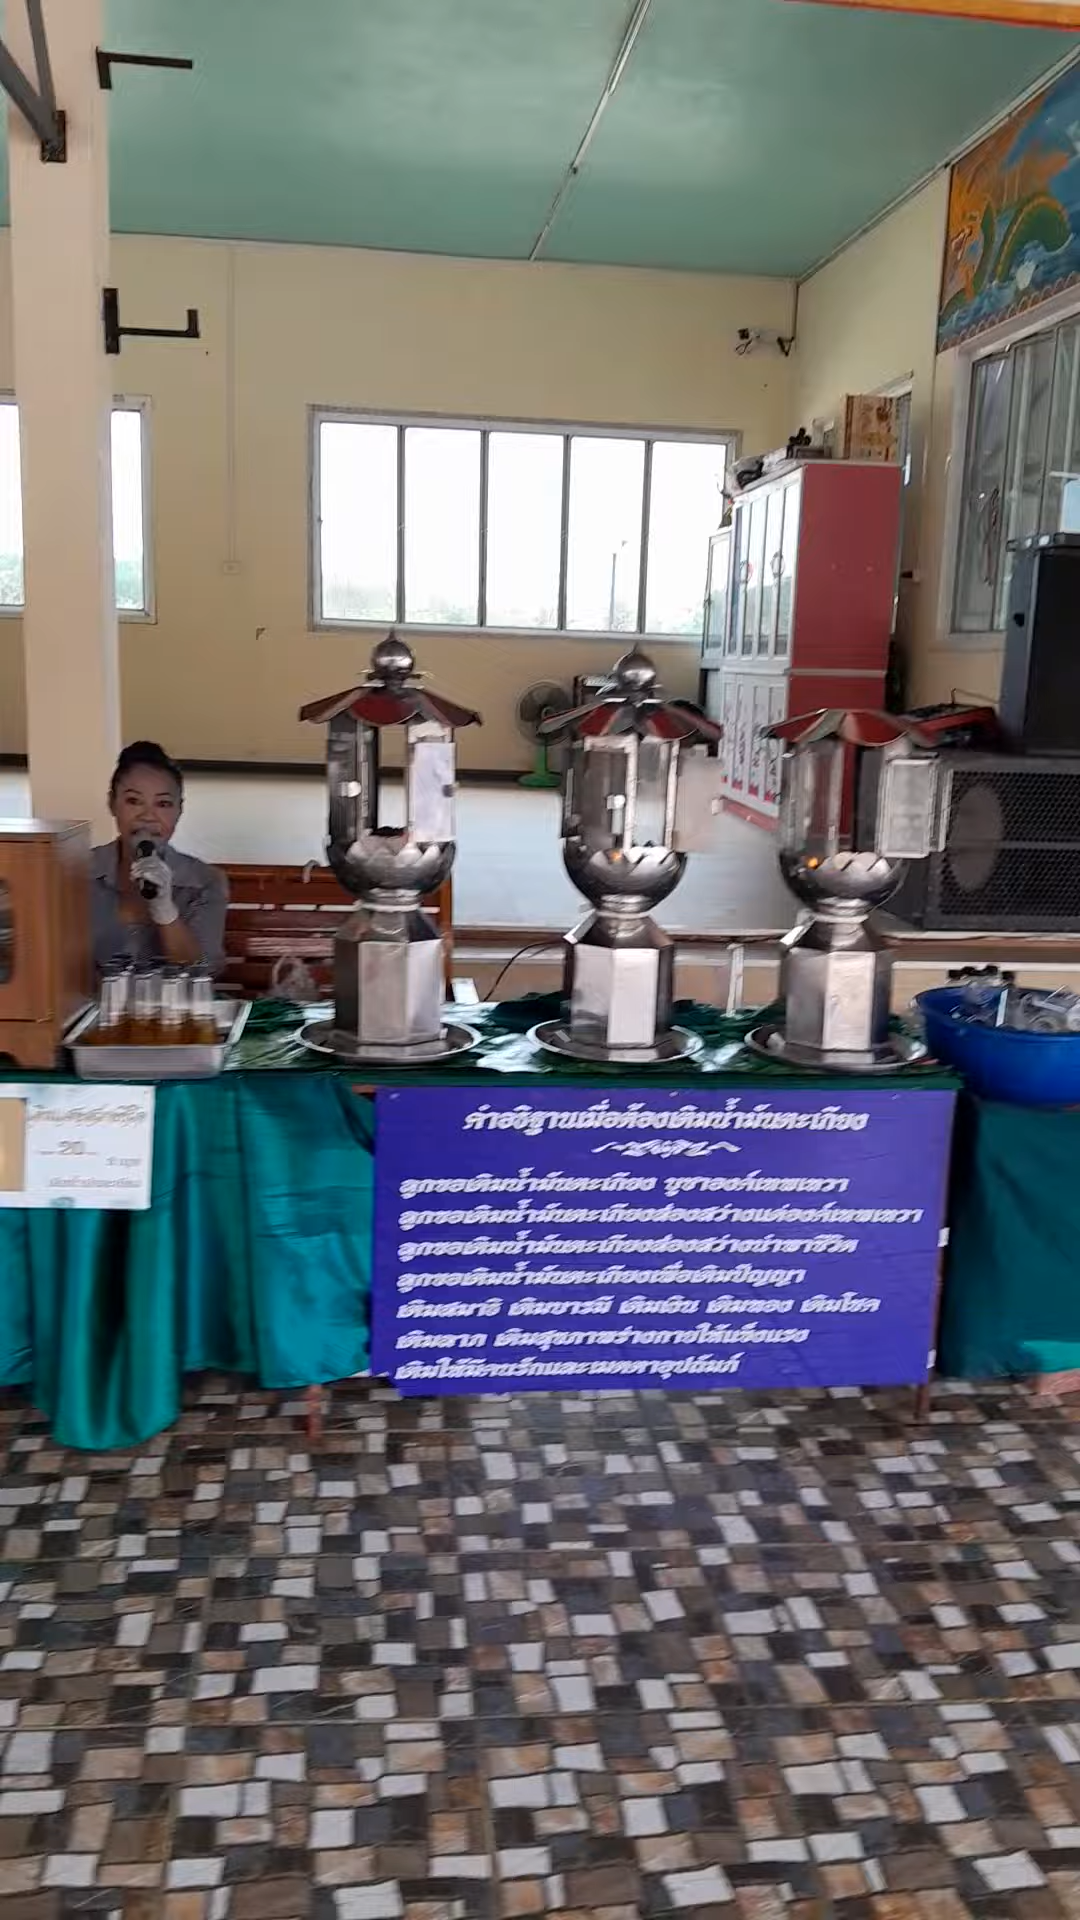 คำอธิฐานเมื่อต้องเติมน้ำมันตะเกียง
ลูกขอเติมน้ำมันตะเกียง บูชาองค์เทพเทวา
ลูกขอเติมน้ำมันตะเกียงส่องสว่างแด่องค์เทพเทวา
ลูกขอเติมน้ำมันตะเกียงส่องสว่างนำพาชีวิต
ลูกขอเติมน้ำมันตะเกียงเพื่อเติมปัญญา
เติมสมาธิ เติมบารมี เติมเงิน เติมทอง เติมโชค
เติมลาภ เติมสุขภาพร่างกายให้แข็งแรง
เติมให้มีคนรักและเมตตาอุปถัมภ์
20